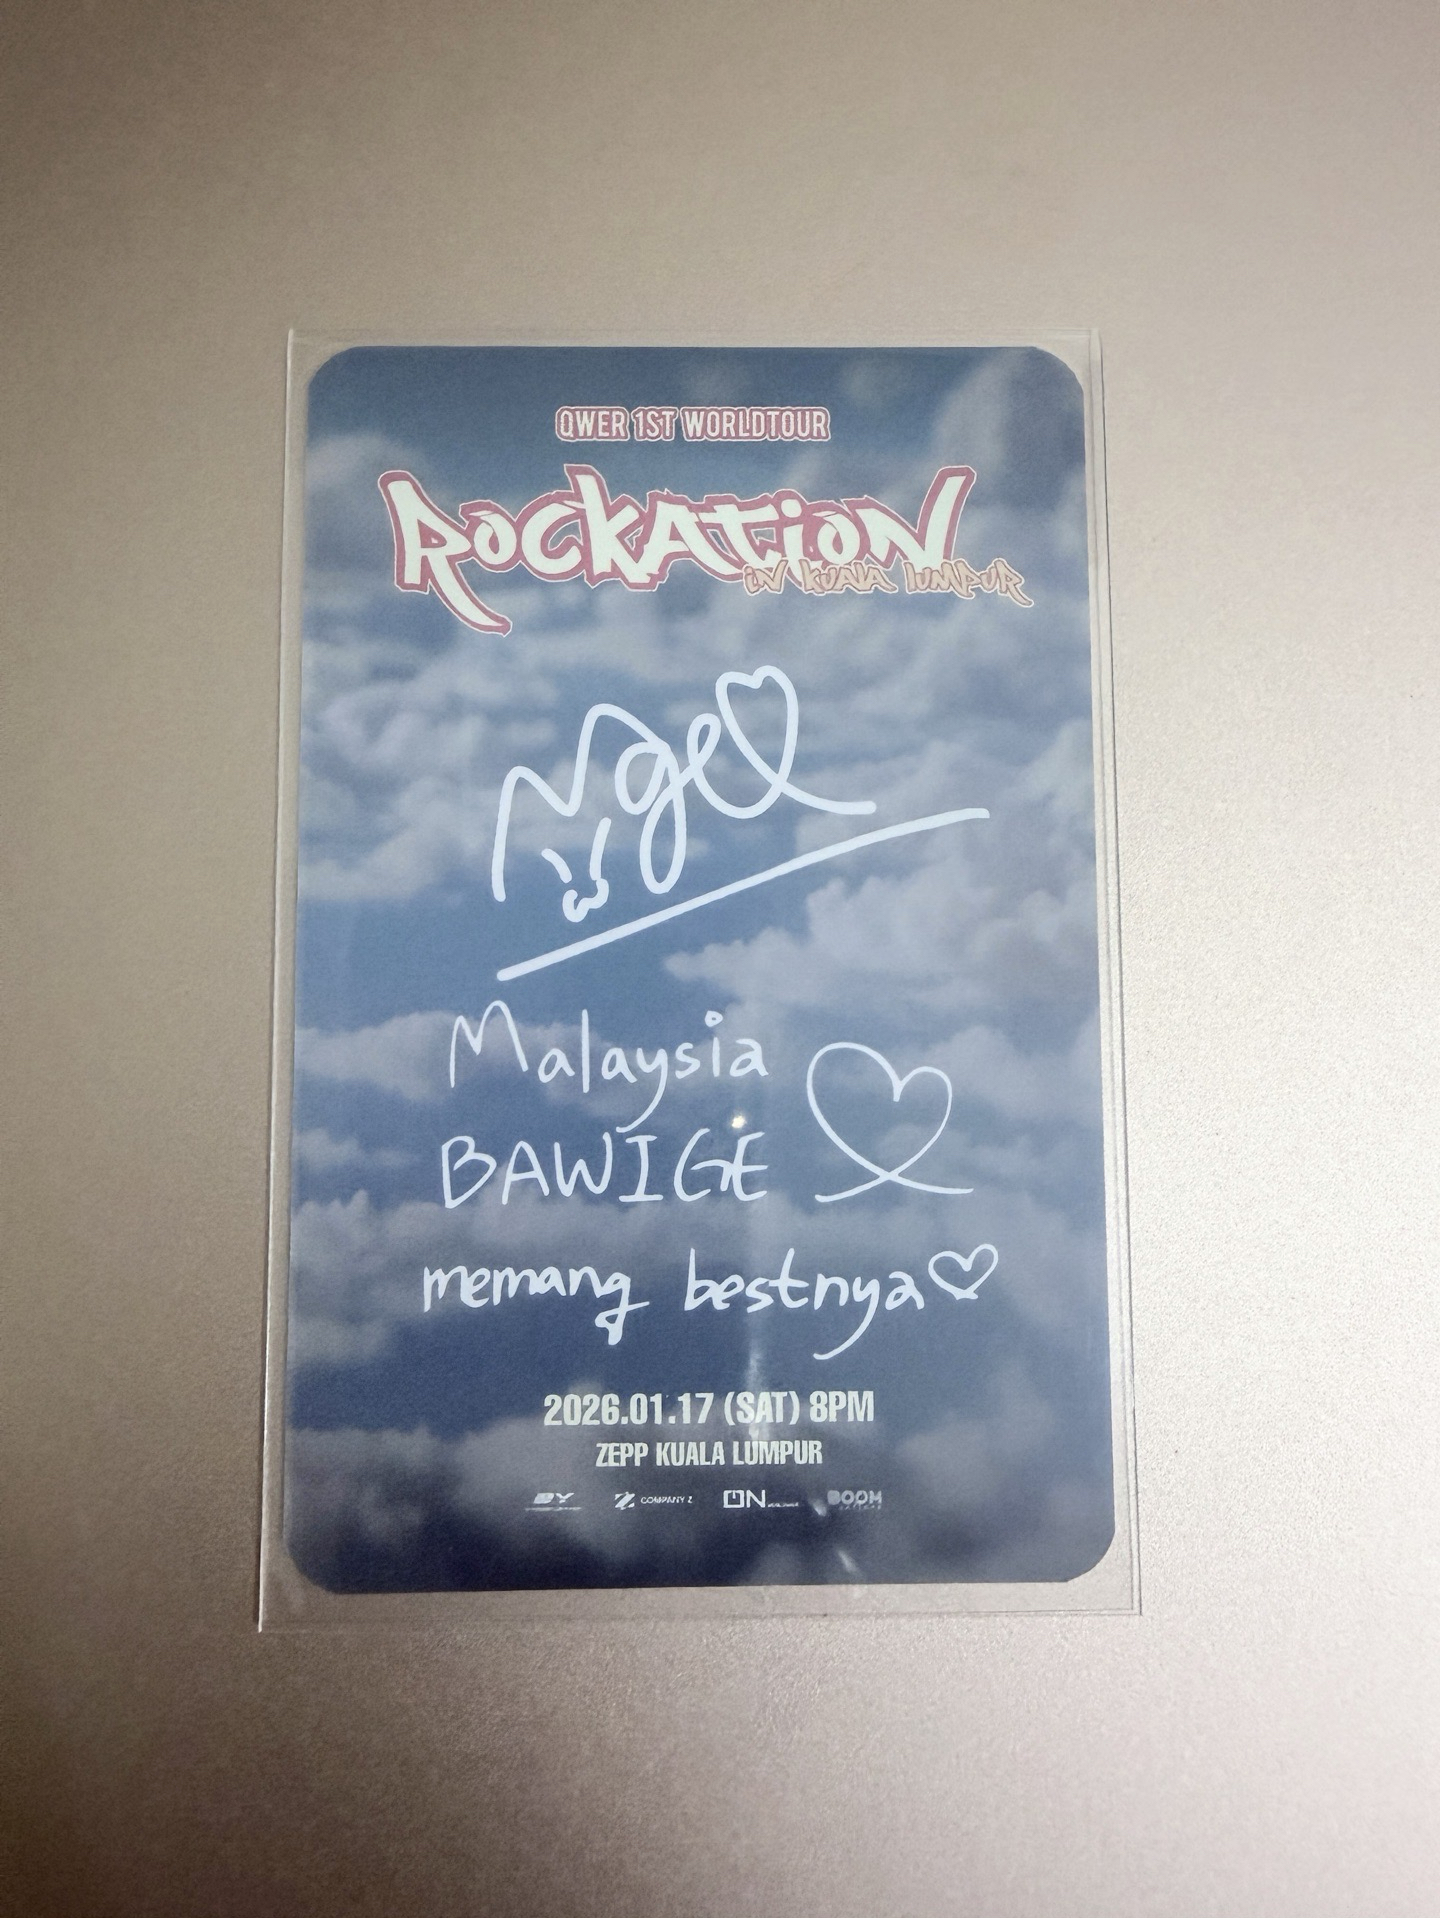 QWER 1ST WORLDTOUR
ROCKATION
IN KUALA LUMPUR
Malaysia
BAWIGE
memang bestnya
2026.01.17 (SAT) 8PM
ZEPP KUALA LUMPUR
COMPANY Z
BOOM